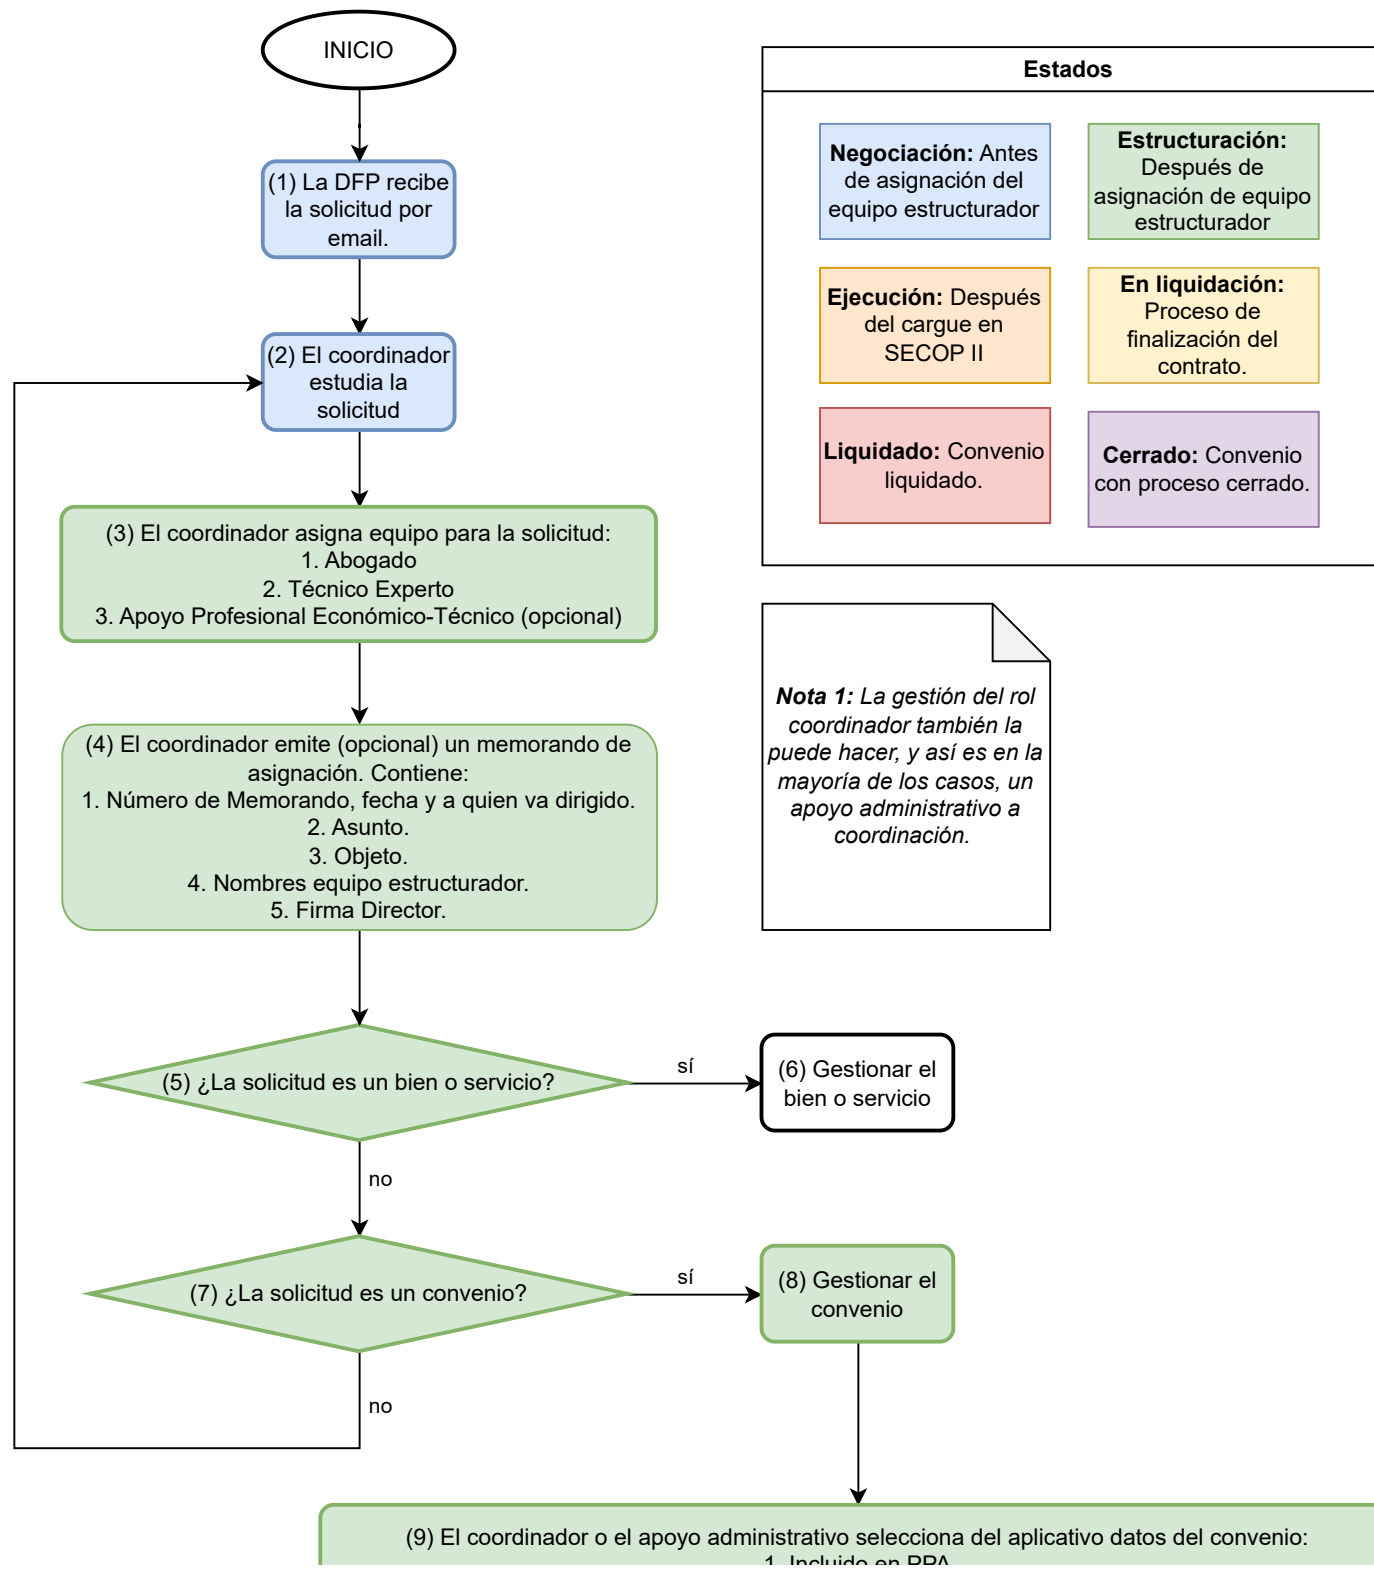 INICIO
(1) La DFP recibe
la solicitud por
email.
(2) El coordinador
estudia la
solicitud
(3) El coordinador asigna equipo para la solicitud:
1. Abogado
2. Técnico Experto
3. Apoyo Profesional Económico-Técnico (opcional)
(4) El coordinador emite (opcional) un memorando de
asignación. Contiene:
1. Número de Memorando, fecha y a quien va dirigido.
2. Asunto.
3. Objeto.
4. Nombres equipo estructurador.
5. Firma Director.
(5) ¿La solicitud es un bien o servicio?
sí
(6) Gestionar el
bien o servicio
no
(7) ¿La solicitud es un convenio?
sí
(8) Gestionar el
convenio
no
(9) El coordinador o el apoyo administrativo selecciona del aplicativo datos del convenio:
1. Incluido en PPA
Estados
Negociación: Antes
de asignación del
equipo estructurador
Estructuración:
Después de
asignación de equipo
estructurador
Ejecución: Después
del cargue en
SECOP II
En liquidación:
Proceso de
finalización del
contrato.
Liquidado: Convenio
liquidado.
Cerrado: Convenio
con proceso cerrado.
Nota 1: La gestión del rol
coordinador también la
puede hacer, y así es en la
mayoría de los casos, un
apoyo administrativo a
coordinación.